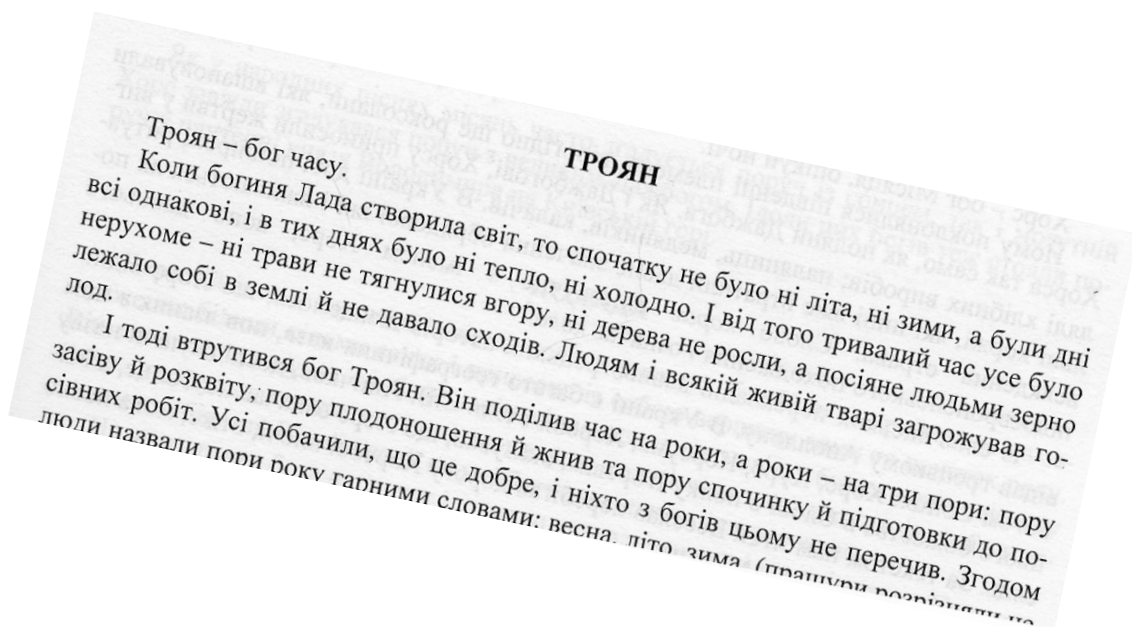 ТРОЯН
Троян – бог часу.
Коли богиня Лада створила світ, то спочатку не було ні літа, ні зими, а були дні
всі однакові, і в тих днях було ні тепло, ні холодно. І від того тривалий час усе було
нерухоме – ні трави не тягнулися вгору, ні дерева не росли, а посіяне людьми зерно
лежало собі в землі й не давало сходів. Людям і всякій живій тварі загрожував го-
лод.
І тоді втрутився бог Троян. Він поділив час на роки, а роки – на три пори: пору
засіву й розквіту, пору плодоношення й жнив та пору спочинку й підготовки до по-
сівних робіт. Усі побачили, що це добре, і ніхто з богів цьому не перечив. Згодом
люди назвали пори року гарними словами: весна, літо, зима (пращури розрізняли